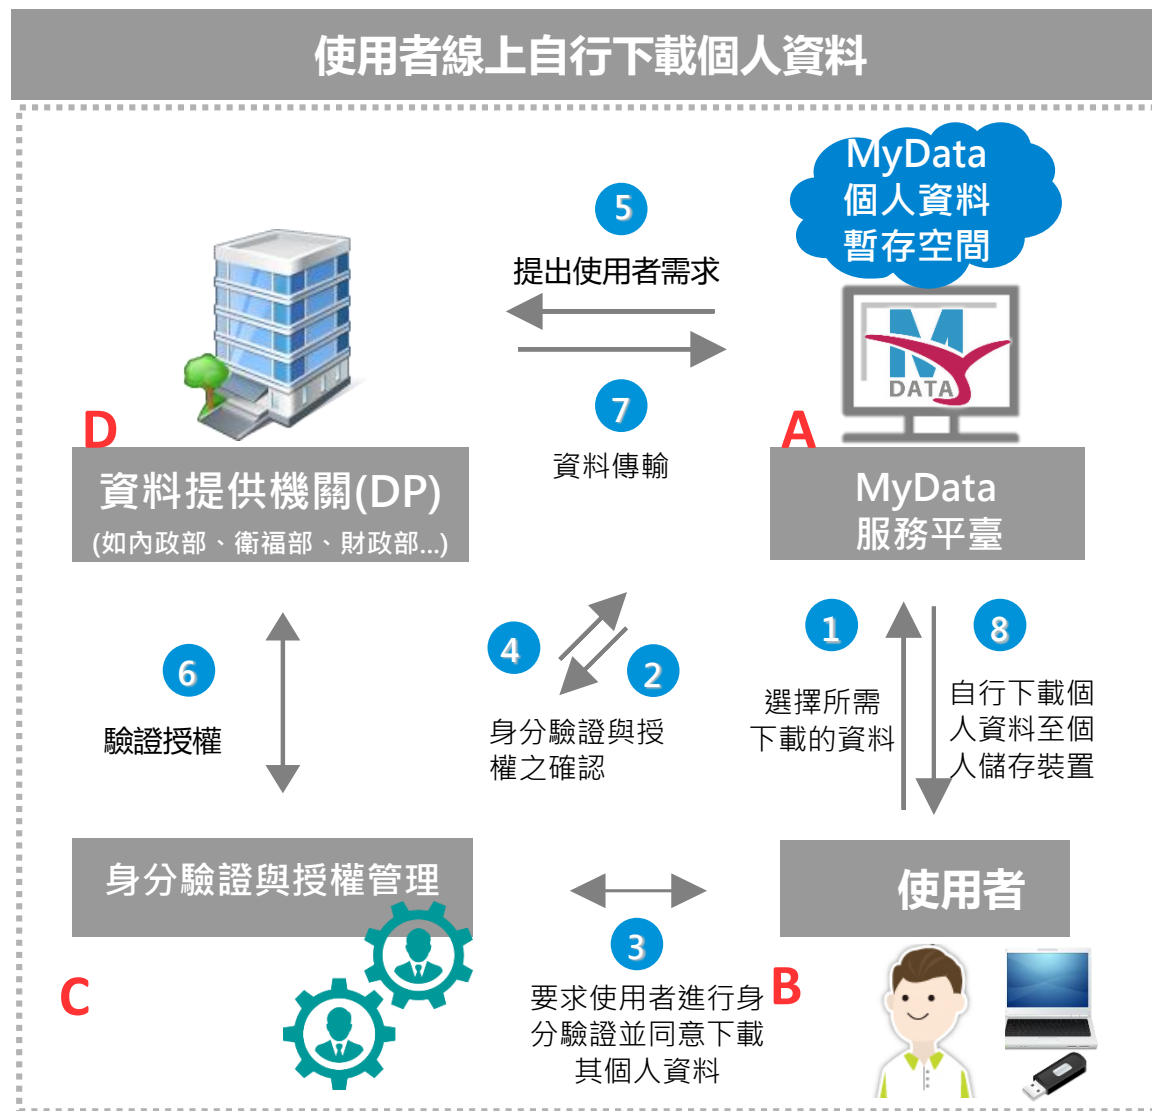 使用者線上自行下載個人資料
MyData
個人資料
暫存空間
5
提出使用者需求
M
DATA
7
資料傳輸
D
資料提供機關(DP)
(如內政部、衛福部、財政部...)
A
MyData
服務平臺
6
驗證授權
4
2
身分驗證與授
權之確認
1
選擇所需
下載的資料
8
自行下載個
人資料至個
人儲存裝置
身分驗證與授權管理
C
3
要求使用者進行身
分驗證並同意下載
其個人資料
使用者
B